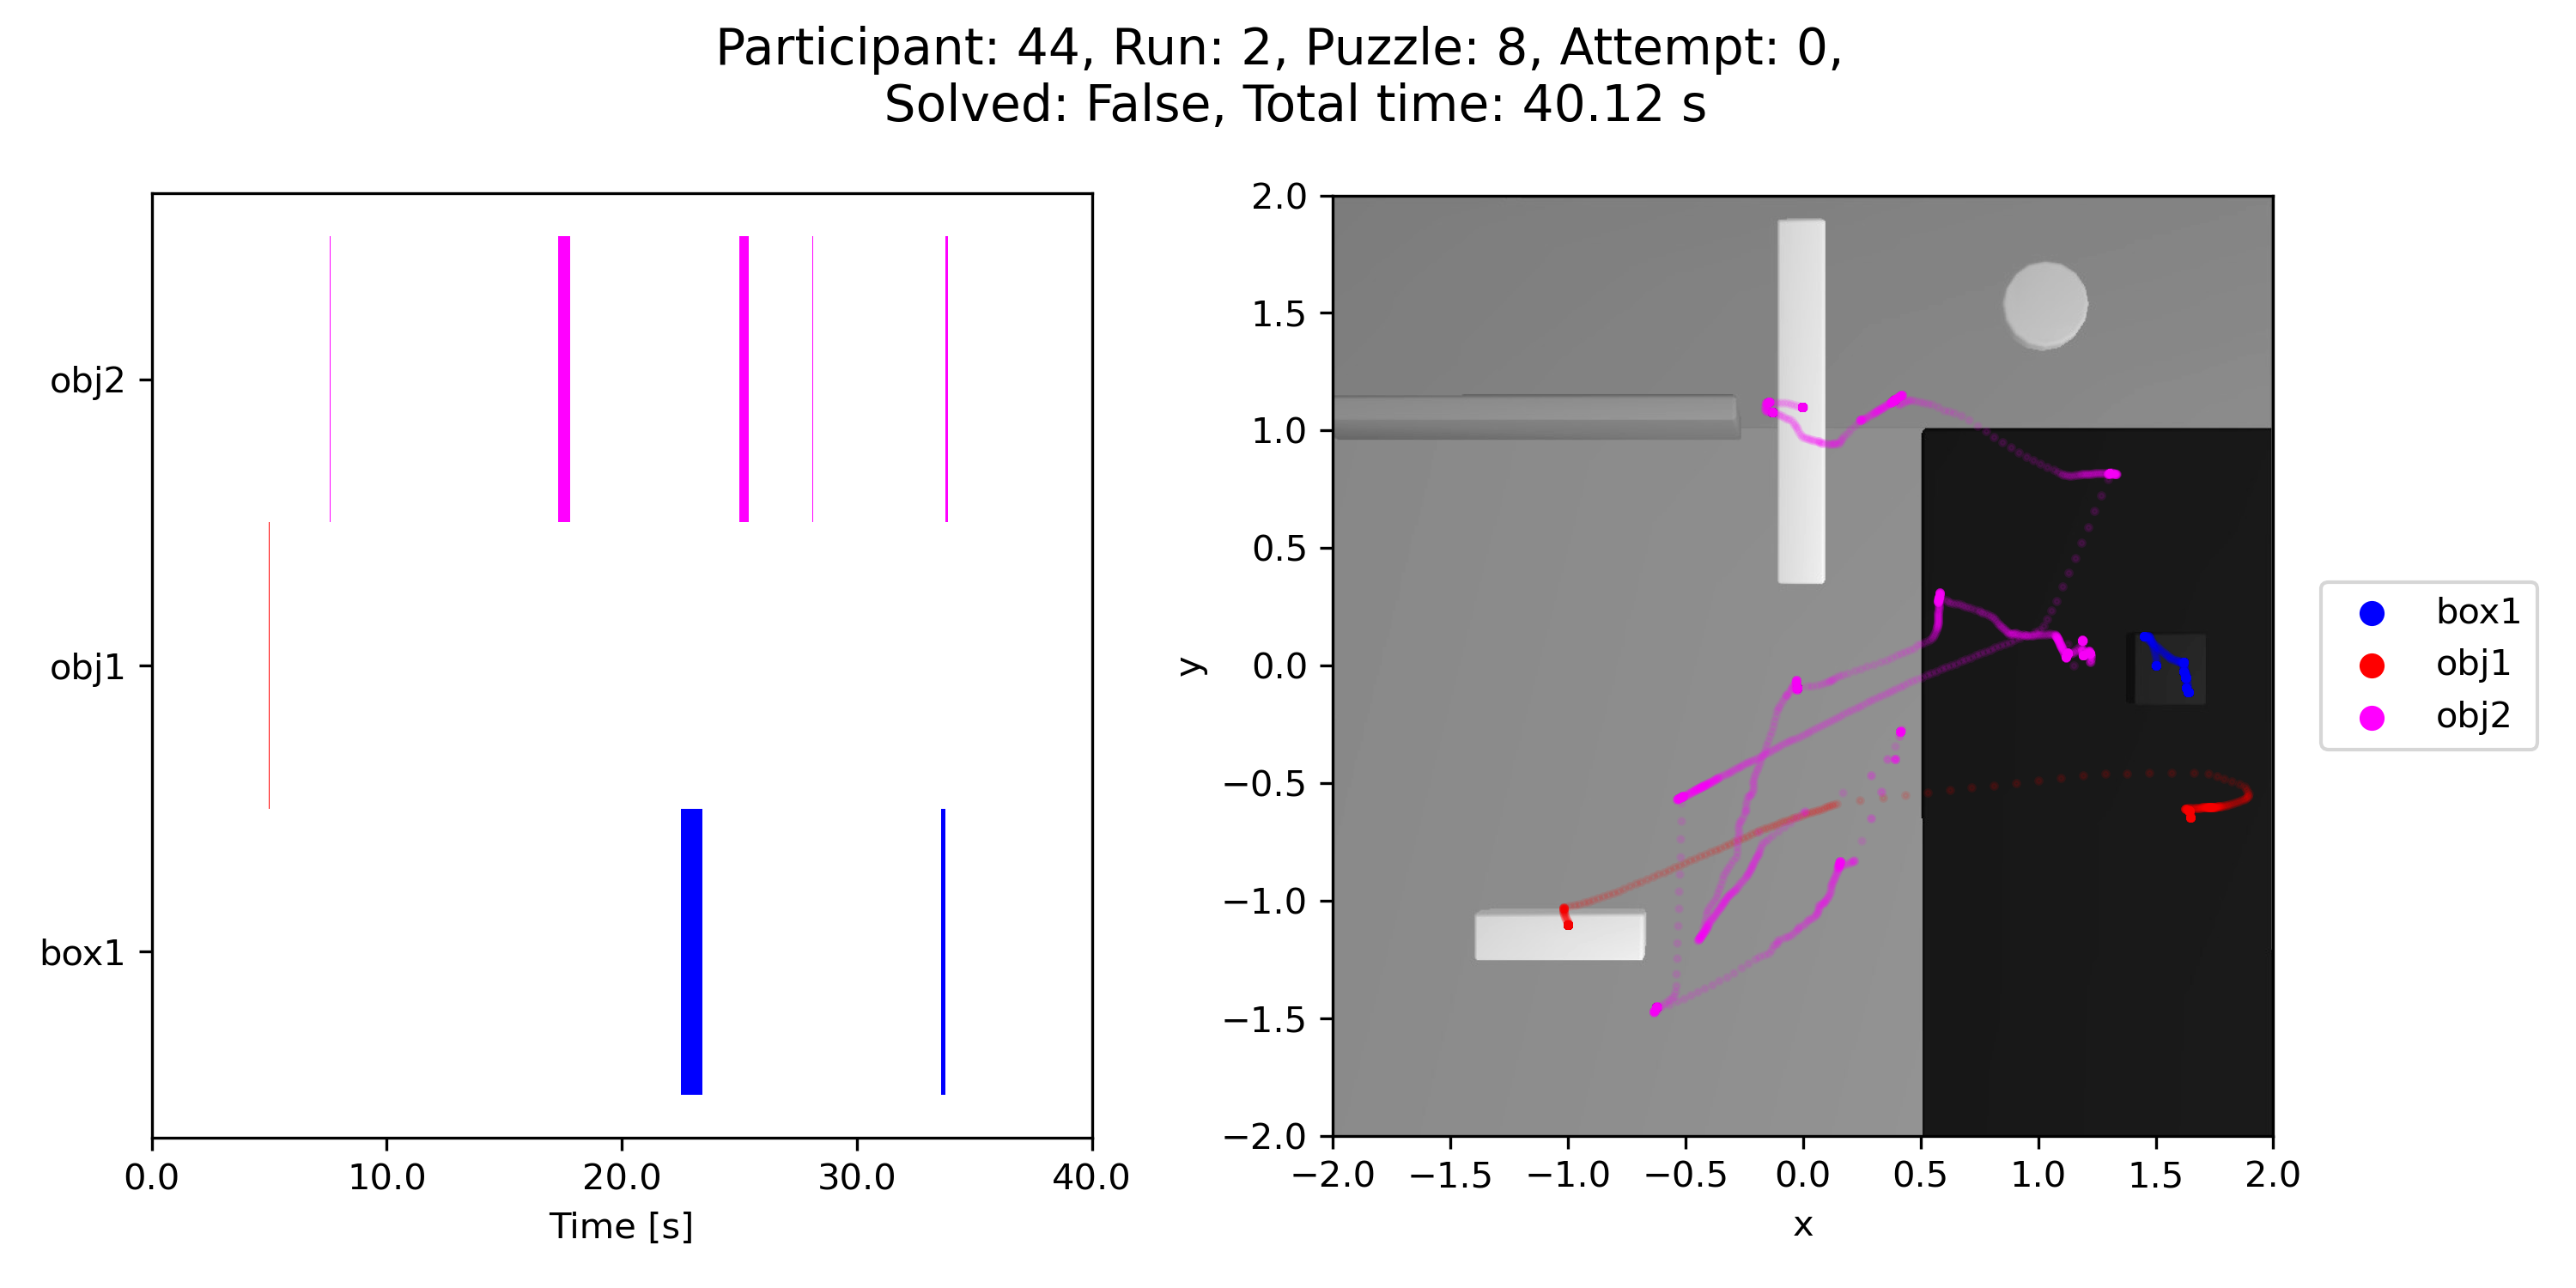 Participant: 44, Run: 2, Puzzle: 8, Attempt: 0,
Solved: False, Total time: 40.12 s
obj2
obj1
box1
0.0 10.0 20.0 30.0 40.0
Time [s]
2.0
1.5
1.0
0.5
0.0
−0.5
−1.0
−1.5
−2.0
y
−2.0 −1.5 −1.0 −0.5 0.0 0.5 1.0 1.5 2.0
x
box1
obj1
obj2